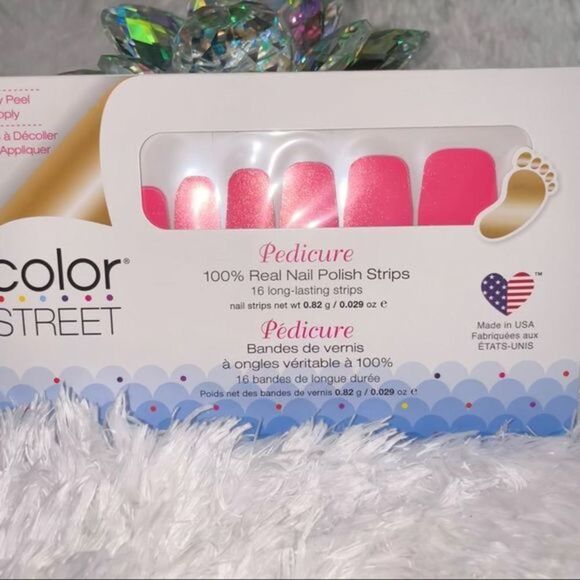 Peel
à Décoller
Appliquer
color®
STREET
Pedicure
100% Real Nail Polish Strips
16 long-lasting strips
nail strips net wt 0.82 g / 0.029 oz ℮
Pédicure
Bandes de vernis
à ongles véritable à 100%
16 bandes de longue durée
Poids net des bandes de vernis 0.82 g / 0.029 oz ℮
™
Made in USA
Fabriquées aux
ÉTATS-UNIS